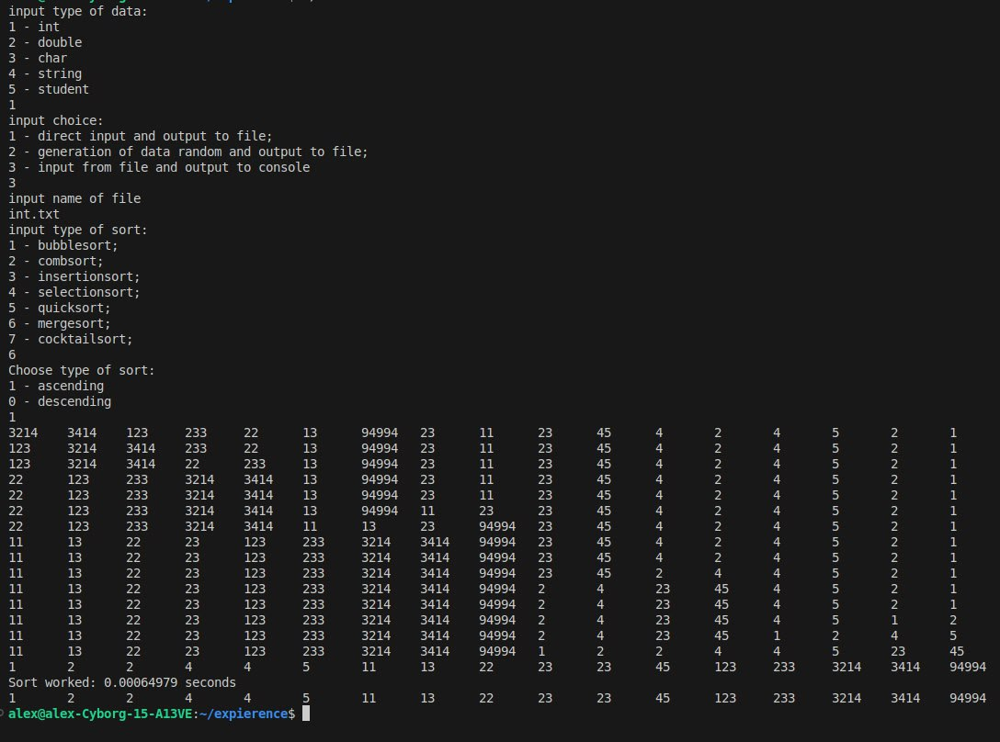 input type of data:
1 - int
2 - double
3 - char
4 - string
5 - student
1
input choice:
1 - direct input and output to file;
2 - generation of data random and output to file;
3 - input from file and output to console
3
input name of file
int.txt
input type of sort:
1 - bubblesort;
2 - combsort;
3 - insertionsort;
4 - selectionsort;
5 - quicksort;
6 - mergesort;
7 - cocktailsort;
6
Choose type of sort:
1 - ascending
0 - descending
1
3214 3414 123 233 22 13 94994 23 11 23 45 4 2 4 5 2 1
123 3214 3414 233 22 13 94994 23 11 23 45 4 2 4 5 2 1
123 3214 3414 22 233 13 94994 23 11 23 45 4 2 4 5 2 1
22 123 233 3214 3414 13 94994 23 11 23 45 4 2 4 5 2 1
22 123 233 3214 3414 13 94994 23 11 23 45 4 2 4 5 2 1
22 123 233 3214 3414 13 94994 11 23 23 45 4 2 4 5 2 1
22 123 233 3214 3414 11 13 23 94994 23 45 4 2 4 5 2 1
11 13 22 23 123 233 3214 3414 94994 23 45 4 2 4 5 2 1
11 13 22 23 123 233 3214 3414 94994 23 45 4 2 4 5 2 1
11 13 22 23 123 233 3214 3414 94994 23 45 2 4 4 5 2 1
11 13 22 23 123 233 3214 3414 94994 2 4 23 45 4 5 2 1
11 13 22 23 123 233 3214 3414 94994 2 4 23 45 4 5 2 1
11 13 22 23 123 233 3214 3414 94994 2 4 23 45 4 5 1 2
11 13 22 23 123 233 3214 3414 94994 2 4 23 45 1 2 4 5
11 13 22 23 123 233 3214 3414 94994 1 2 2 4 4 5 23 45
1 2 2 4 4 5 11 13 22 23 23 45 123 233 3214 3414 94994
Sort worked: 0.00064979 seconds
1 2 2 4 4 5 11 13 22 23 23 45 123 233 3214 3414 94994
alex@alex-Cyborg-15-A13VE:~/expierence$